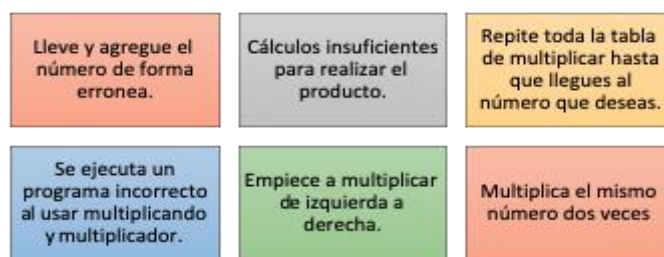 Lleve y agregue el
número de forma
erronea.
Cálculos insuficientes
para realizar el
producto.
Repite toda la tabla
de multiplicar hasta
que llegues al
número que deseas.
Se ejecuta un
programa incorrecto
al usar multiplicando
y multiplicador.
Empiece a multiplicar
de izquierda a
derecha.
Multiplica el mismo
número dos veces